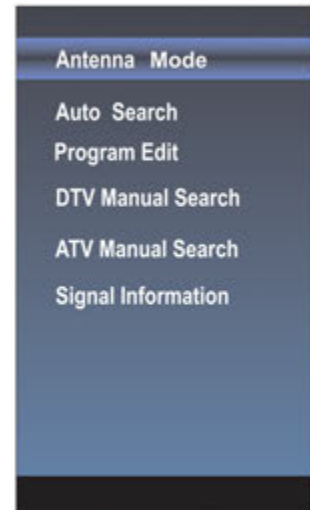 Antenna Mode
Auto Search
Program Edit
DTV Manual Search
ATV Manual Search
Signal Information